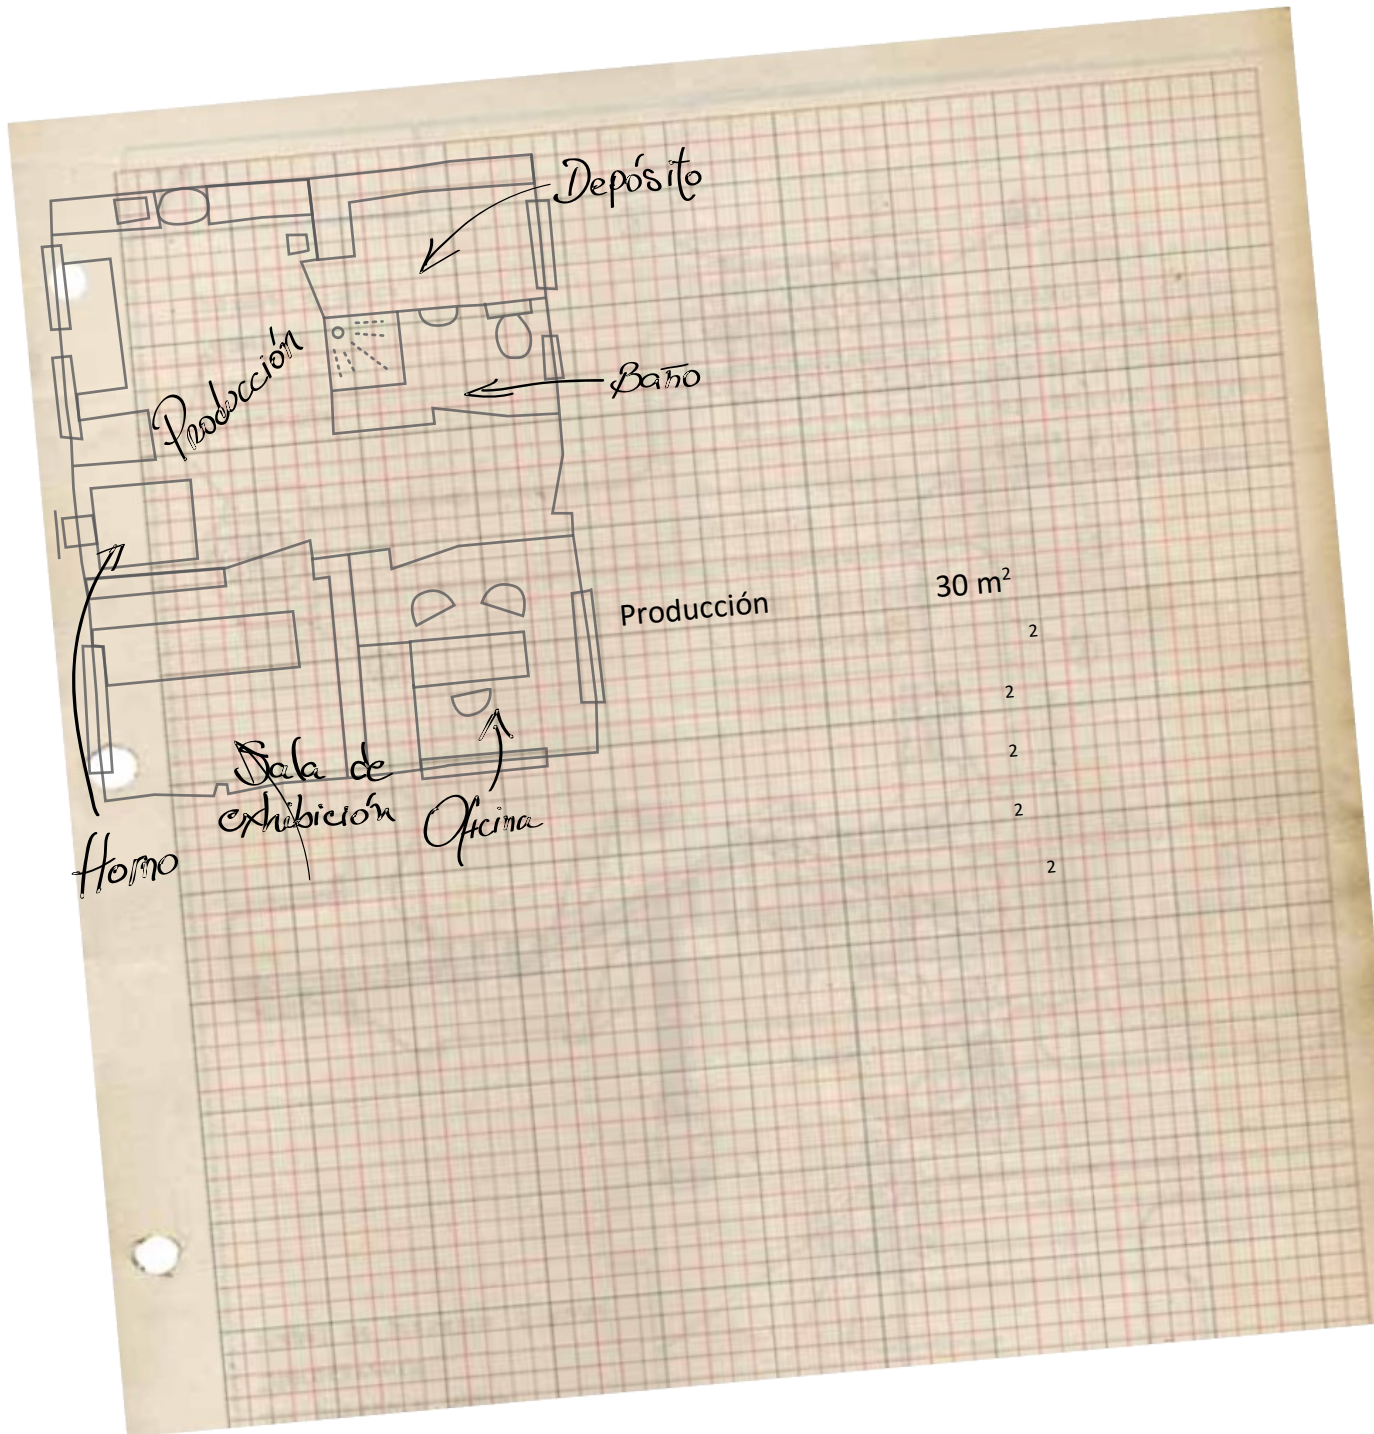 Depósito
Producción
Baño
Producción 30 m²
2
2
2
2
2
Sala de
exhibición
Oficina
Horno